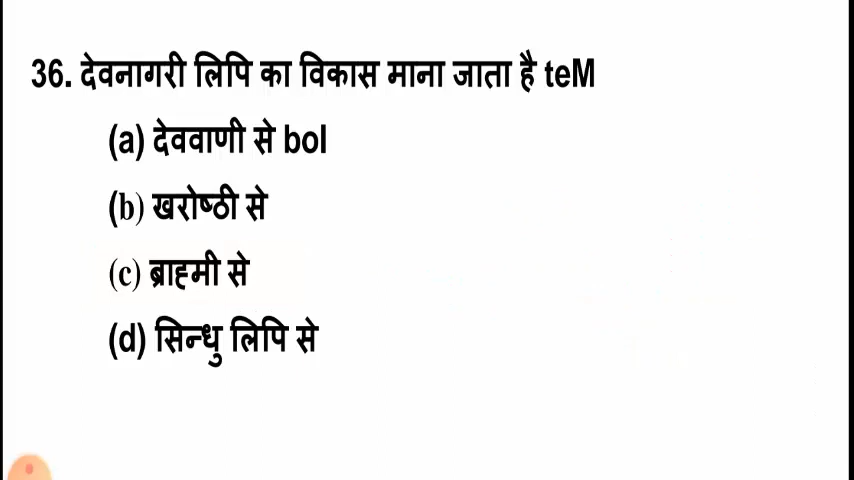 36. देवनागरी लिपि का विकास माना जाता है teM
(a) देववाणी से bol
(b) खरोष्ठी से
(c) ब्राह्मी से
(d) सिन्धु लिपि से